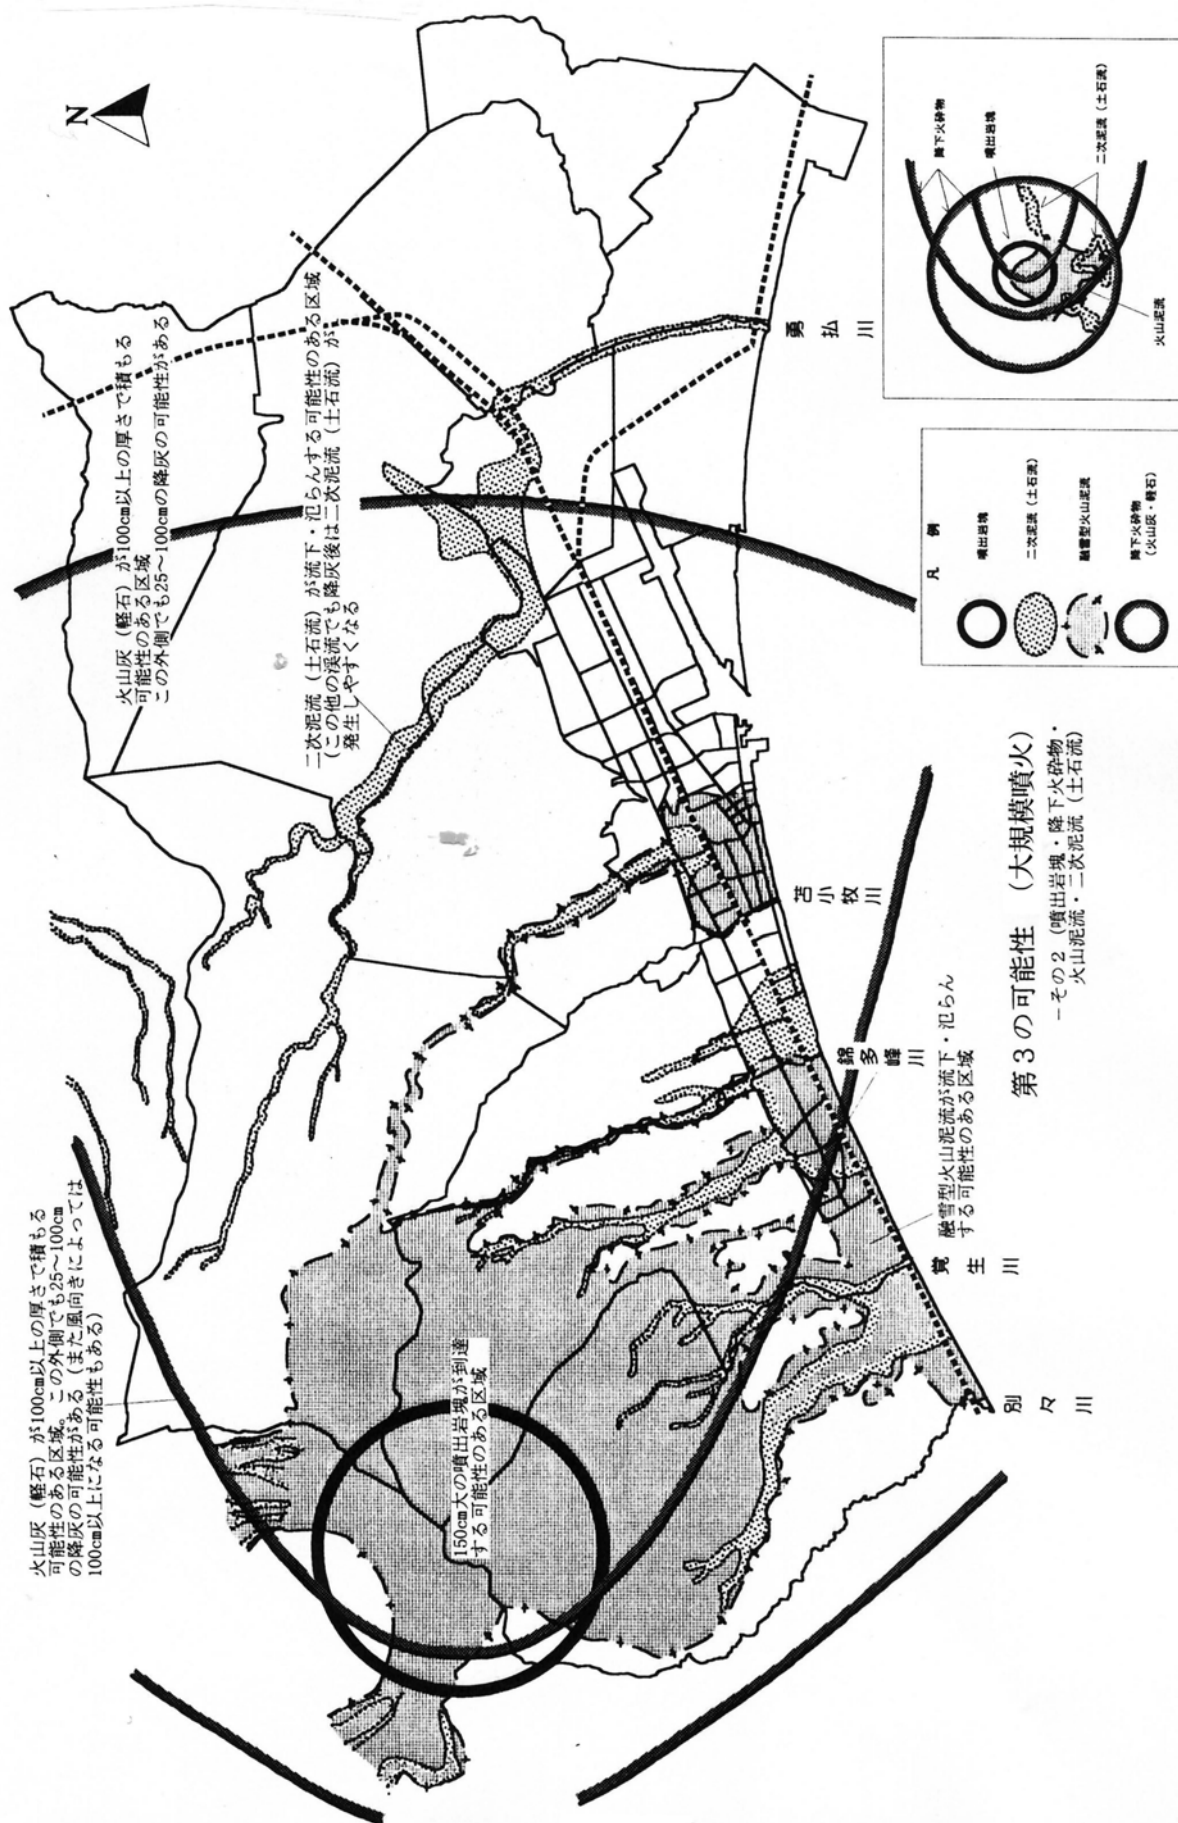 N
火山灰（軽石）が100cm以上の厚さで積もる
可能性のある区域。この外側でも25～100cm
の降灰の可能性がある（また風向きによっては
100cm以上になる可能性もある）
火山灰（軽石）が100cm以上の厚さで積もる
可能性のある区域
この外側でも25～100cmの降灰の可能性がある
二次泥流（土石流）が流下・氾らんする可能性のある区域
（この他の渓流でも降灰後は二次泥流（土石流）が
発生しやすくなる
150cm大の噴出岩塊が到達
する可能性のある区域
融雪型火山泥流が流下・氾らん
する可能性のある区域
別々川
覚生川
錦多峰川
苫小牧川
勇払川
第3の可能性（大規模噴火）
－その2（噴出岩塊・降下火砕物・
火山泥流・二次泥流（土石流）
凡例
噴出岩塊
二次泥流（土石流）
融雪型火山泥流
降下火砕物
（火山灰・軽石）
降下火砕物
噴出岩塊
二次泥流（土石流）
火山泥流